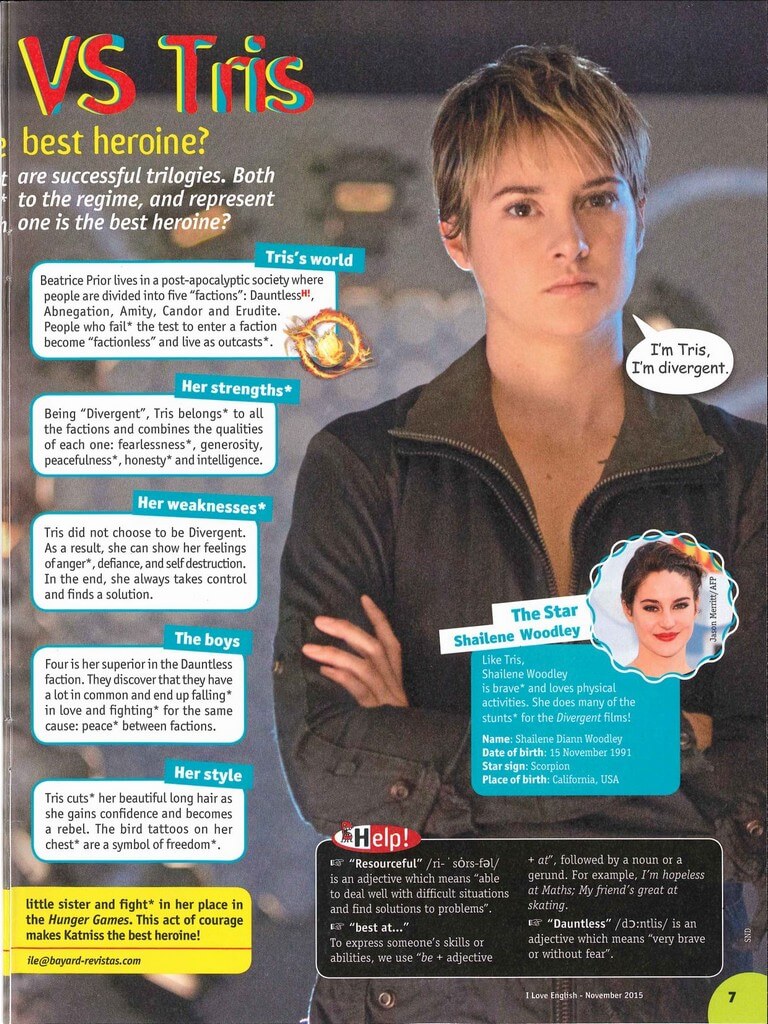 VS Tris
best heroine?
are successful trilogies. Both
to the regime, and represent
one is the best heroine?
Tris's world
Beatrice Prior lives in a post-apocalyptic society where
people are divided into five "factions": DauntlessH!,
Abnegation, Amity, Candor and Erudite.
People who fail* the test to enter a faction
become "factionless" and live as outcasts*.
I'm Tris,
I'm divergent.
Her strengths*
Being "Divergent", Tris belongs* to all
the factions and combines the qualities
of each one: fearlessness*, generosity,
peacefulness*, honesty* and intelligence.
Her weaknesses*
Tris did not choose to be Divergent.
As a result, she can show her feelings
of anger*, defiance, and self destruction.
In the end, she always takes control
and finds a solution.
The boys
Four is her superior in the Dauntless
faction. They discover that they have
a lot in common and end up falling*
in love and fighting* for the same
cause: peace* between factions.
Her style
Tris cuts* her beautiful long hair as
she gains confidence and becomes
a rebel. The bird tattoos on her
chest* are a symbol of freedom*.
little sister and fight* in her place in
the Hunger Games. This act of courage
makes Katniss the best heroine!
ile@bayard-revistas.com
The Star
Shailene Woodley
Jason Merritt/AFP
Like Tris,
Shailene Woodley
is brave* and loves physical
activities. She does many of the
stunts* for the Divergent films!
Name: Shailene Diann Woodley
Date of birth: 15 November 1991
Star sign: Scorpion
Place of birth: California, USA
Help!
☞ "Resourceful" /ri-ˈsȯrs-fəl/
is an adjective which means "able
to deal well with difficult situations
and find solutions to problems".
☞ "best at..."
To express someone's skills or
abilities, we use "be + adjective
+ at", followed by a noun or a
gerund. For example, I'm hopeless
at Maths; My friend's great at
skating.
☞ "Dauntless" /dɔ:ntlis/ is an
adjective which means "very brave
or without fear".
SND
I Love English - November 2015
7